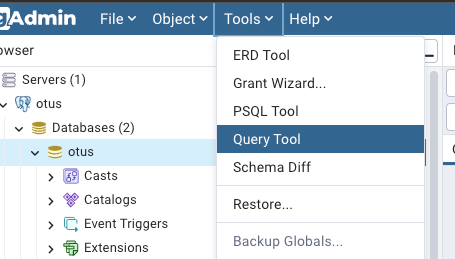 gAdmin File Object Tools Help
owser
Servers (1)
otus
Databases (2)
otus
Casts
Catalogs
Event Triggers
Extensions
ERD Tool
Grant Wizard...
PSQL Tool
Query Tool
Schema Diff
Restore...
Backup Globals...